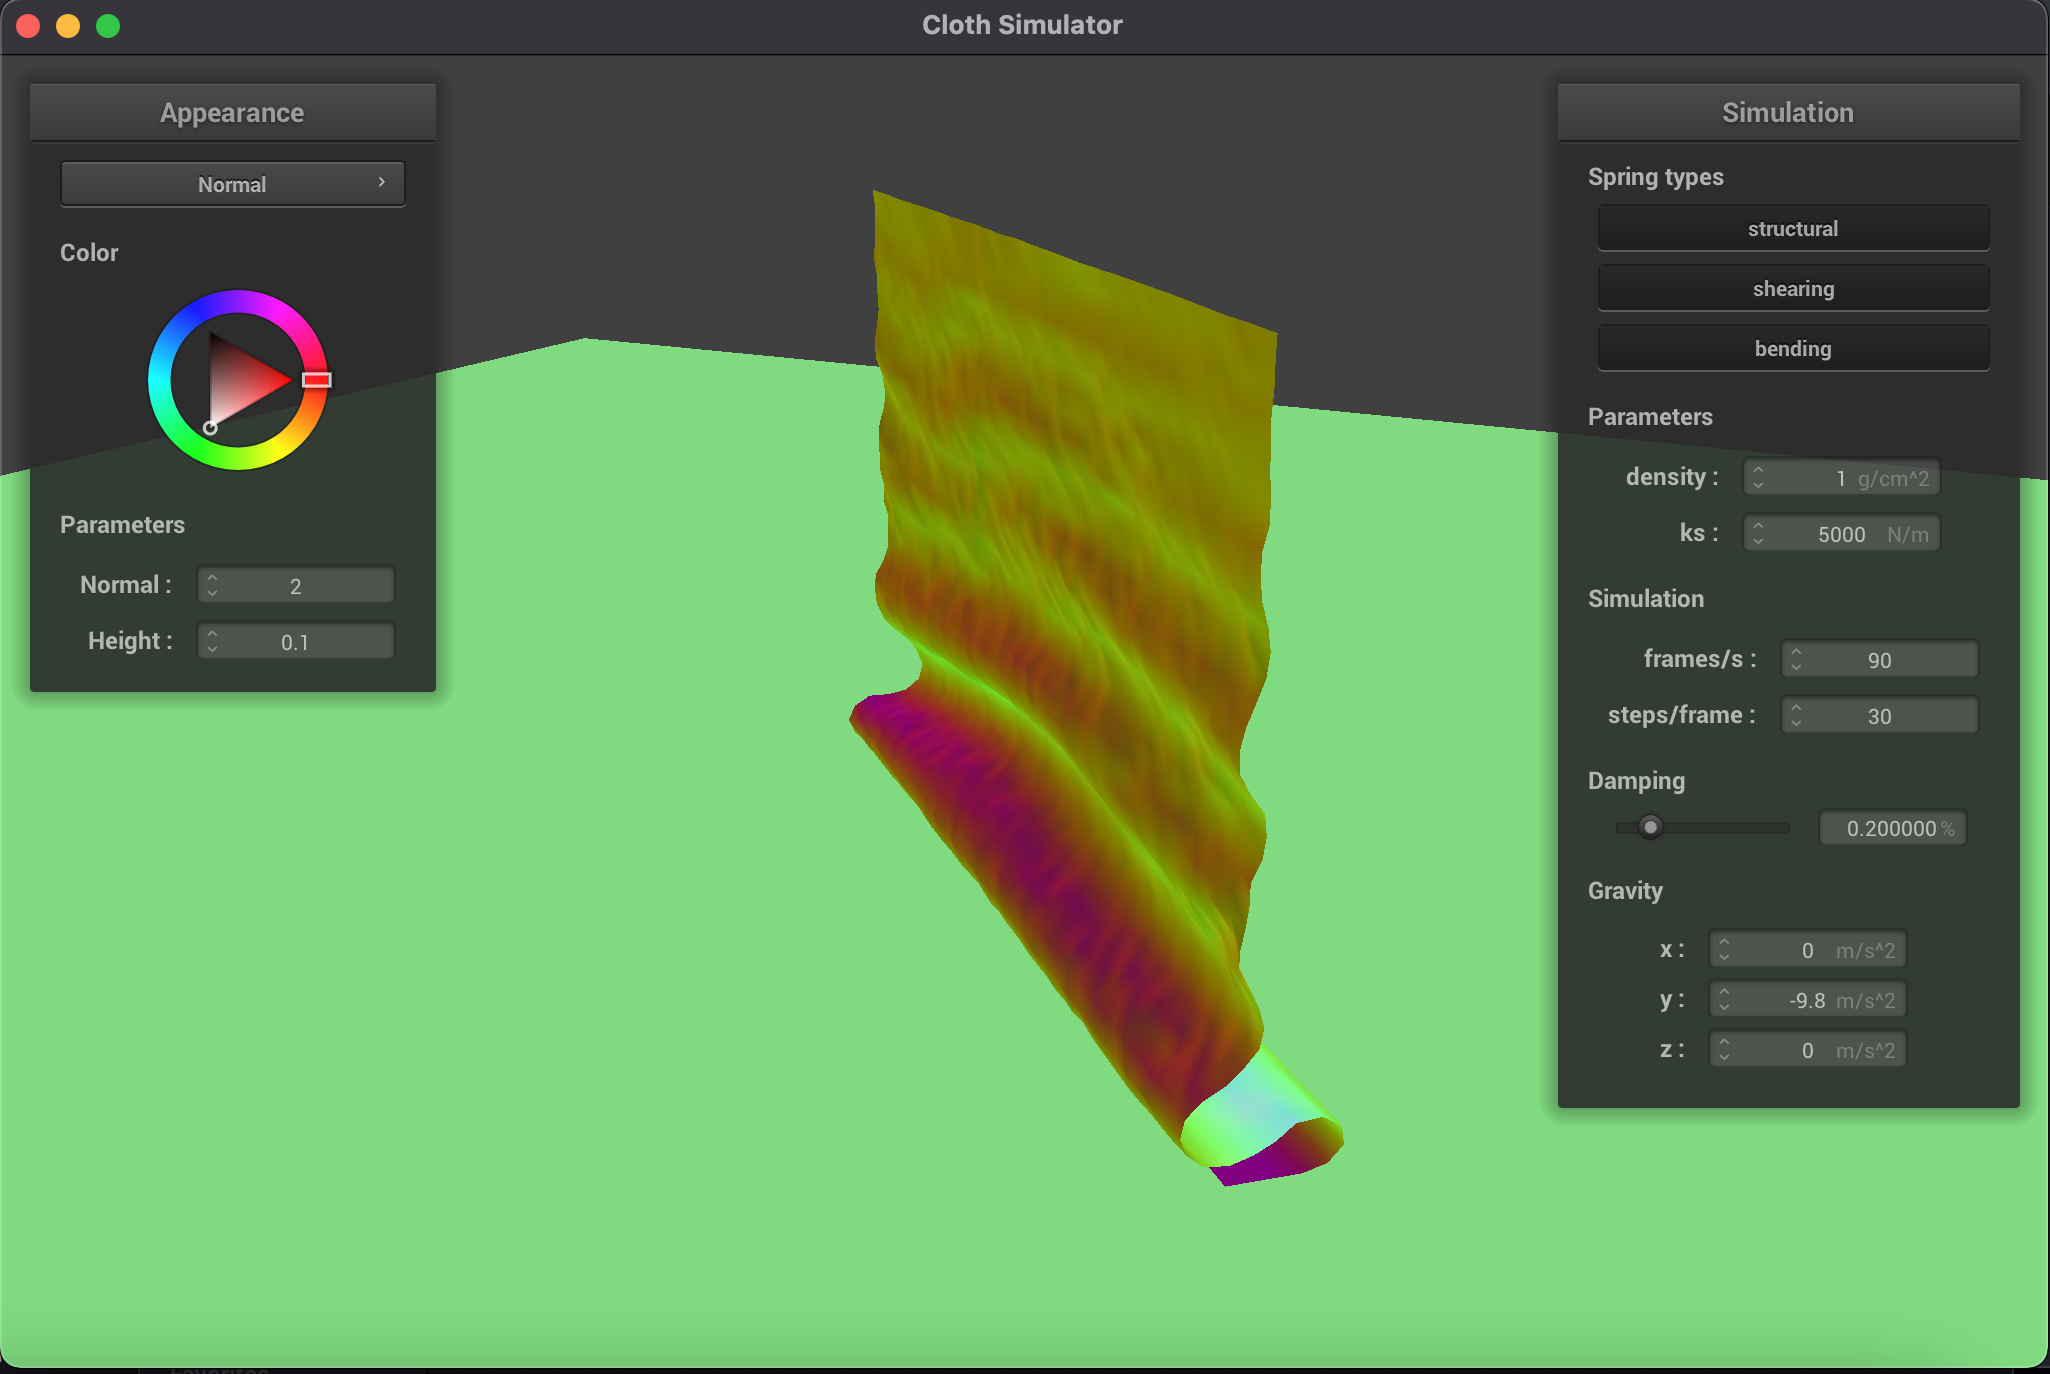 Cloth Simulator
Appearance
Normal
Color
Parameters
Normal : 2
Height : 0.1
Simulation
Spring types
structural
shearing
bending
Parameters
density : 1 g/cm^2
ks : 5000 N/m
Simulation
frames/s : 90
steps/frame : 30
Damping
0.200000 %
Gravity
x : 0 m/s^2
y : -9.8 m/s^2
z : 0 m/s^2